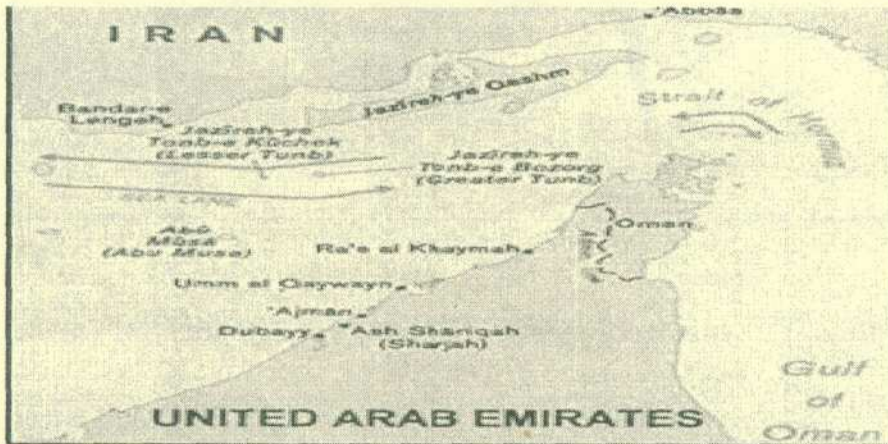 'Abbās
IRAN
Jazīreh-ye Qeshm
Bandar-e
Lengeh
Strait of Hormuz
Jazīreh-ye
Tonb-e Kūchek
(Lesser Tunb)
Jazīreh-ye
Tonb-e Bozorg
(Greater Tunb)
SEA LANE
Oman
Abū
Mūsá
(Abu Musa)
Ra's al Khaymah
Umm al Qaywayn
'Ajmān
Dubayy
Ash Shāriqah
(Sharjah)
Gulf
of
Oman
UNITED ARAB EMIRATES